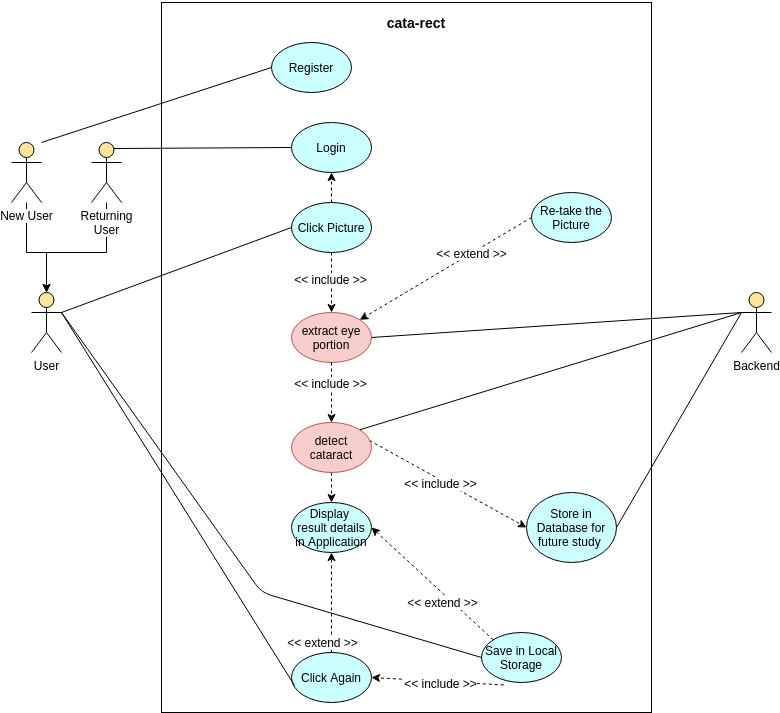 cata-rect
Register
Login
New User
Returning
User
Click Picture
Re-take the
Picture
<< extend >>
<< include >>
extract eye
portion
User
Backend
<< include >>
detect
cataract
<< include >>
Display
result details
in Application
Store in
Database for
future study
<< extend >>
<< extend >>
Save in Local
Storage
Click Again
<< include >>